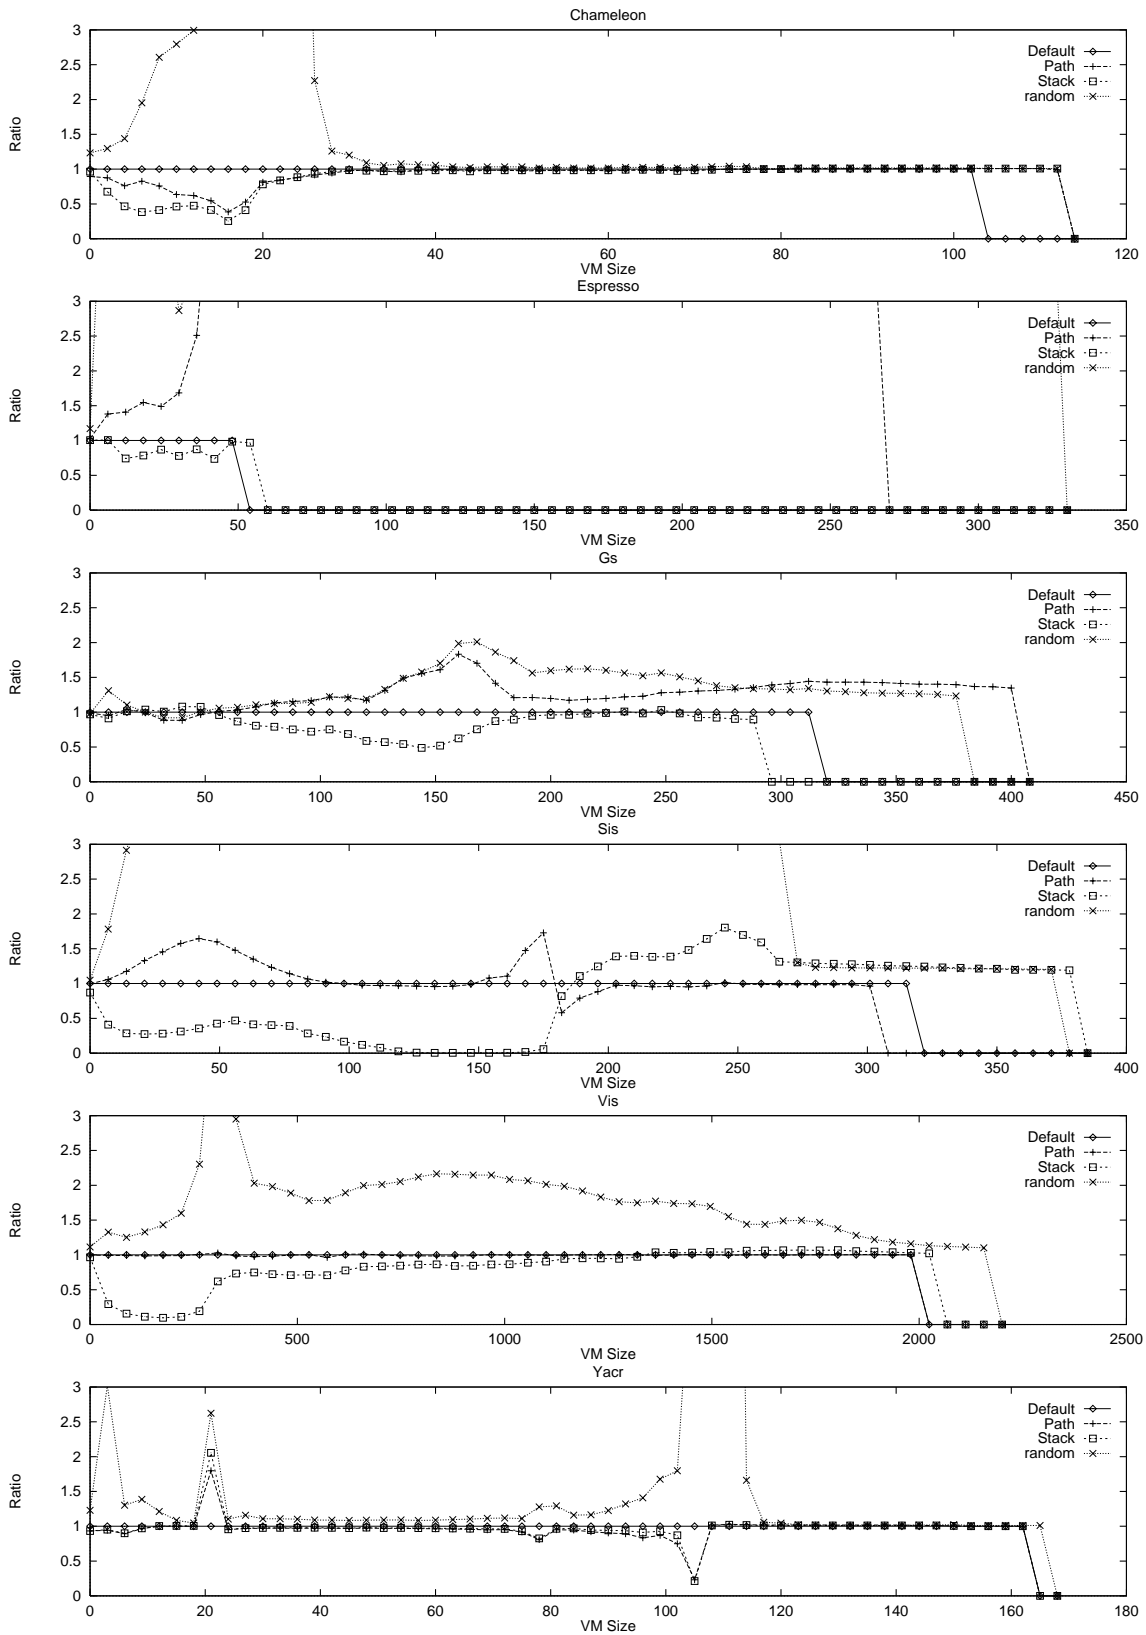 Chameleon
3
2.5
2
1.5
1
0.5
0
Ratio
Default
Path
Stack
random
0 20 40 60 80 100 120
VM Size
Espresso
3
2.5
2
1.5
1
0.5
0
Ratio
Default
Path
Stack
random
0 50 100 150 200 250 300 350
VM Size
Gs
3
2.5
2
1.5
1
0.5
0
Ratio
Default
Path
Stack
random
0 50 100 150 200 250 300 350 400 450
VM Size
Sis
3
2.5
2
1.5
1
0.5
0
Ratio
Default
Path
Stack
random
0 50 100 150 200 250 300 350 400
VM Size
Vis
3
2.5
2
1.5
1
0.5
0
Ratio
Default
Path
Stack
random
0 500 1000 1500 2000 2500
VM Size
Yacr
3
2.5
2
1.5
1
0.5
0
Ratio
Default
Path
Stack
random
0 20 40 60 80 100 120 140 160 180
VM Size